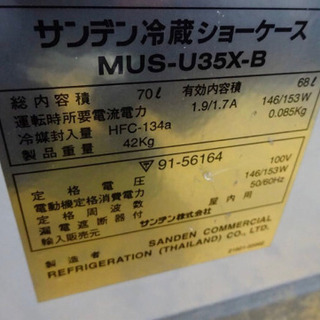 サンデン冷蔵ショーケース
MUS-U35X-B
総内容積 70ℓ 有効内容積 68ℓ
運転時所要電流電力 1.9/1.7A 146/153W
冷媒封入量 HFC-134a 0.085Kg
製品重量 42Kg
91-56164
定格電圧 100V
電動機定格消費電力 146/153W
定格周波数 50/60Hz
漏電遮断器付 屋内用
輸入販売元 サンデン株式会社
製造者 SANDEN COMMERCIAL
REFRIGERATION (THAILAND) CO., LTD.